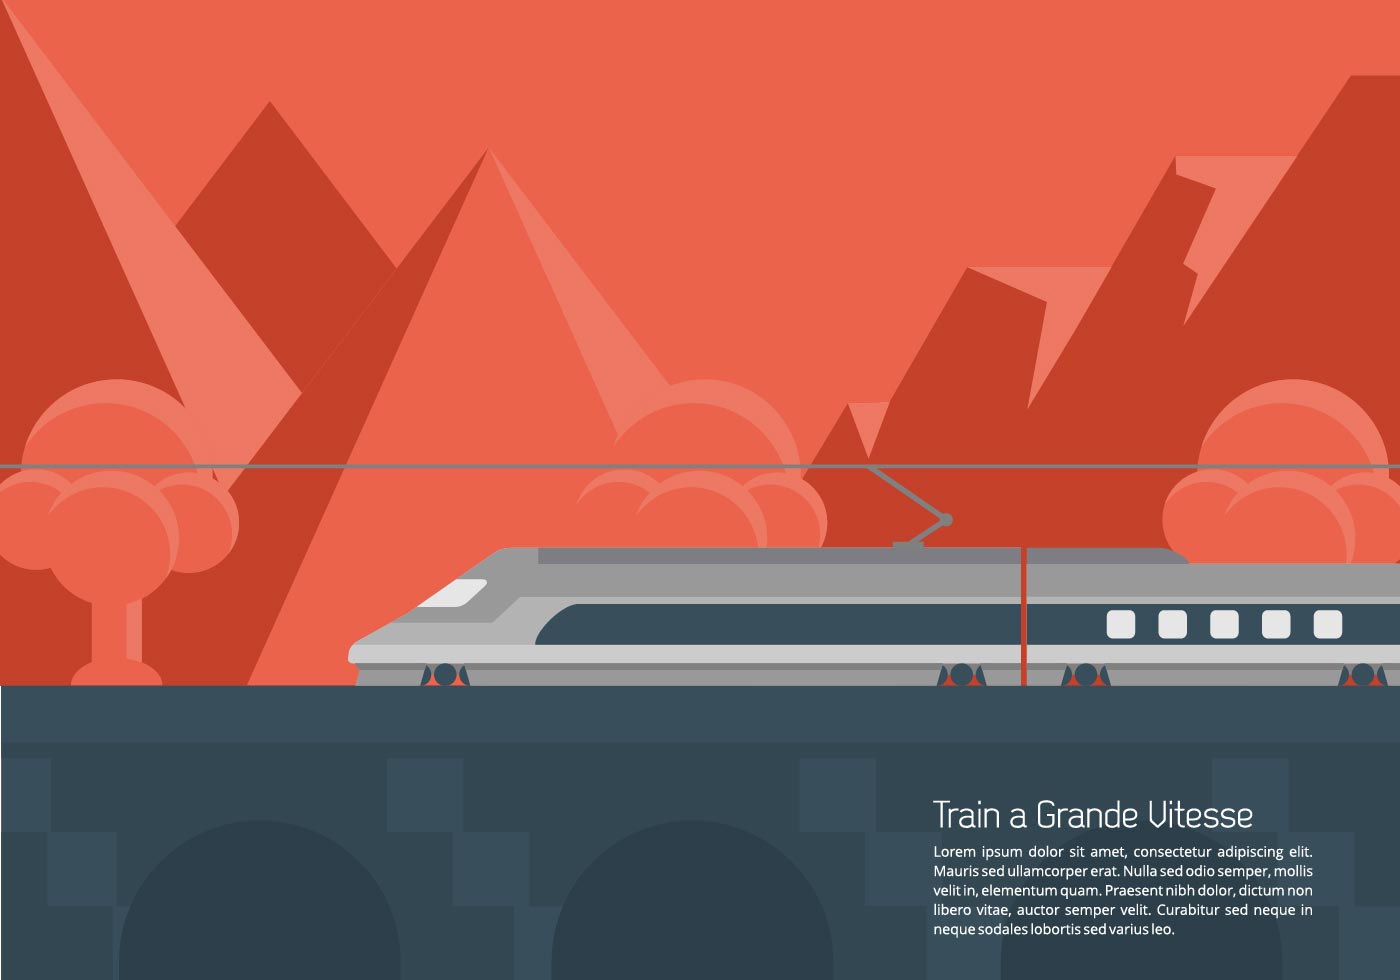 Train a Grande Vitesse
Lorem ipsum dolor sit amet, consectetur adipiscing elit.
Mauris sed ullamcorper erat. Nulla sed odio semper, mollis
velit in, elementum quam. Praesent nibh dolor, dictum non
libero vitae, auctor semper velit. Curabitur sed neque in
neque sodales lobortis sed varius leo.